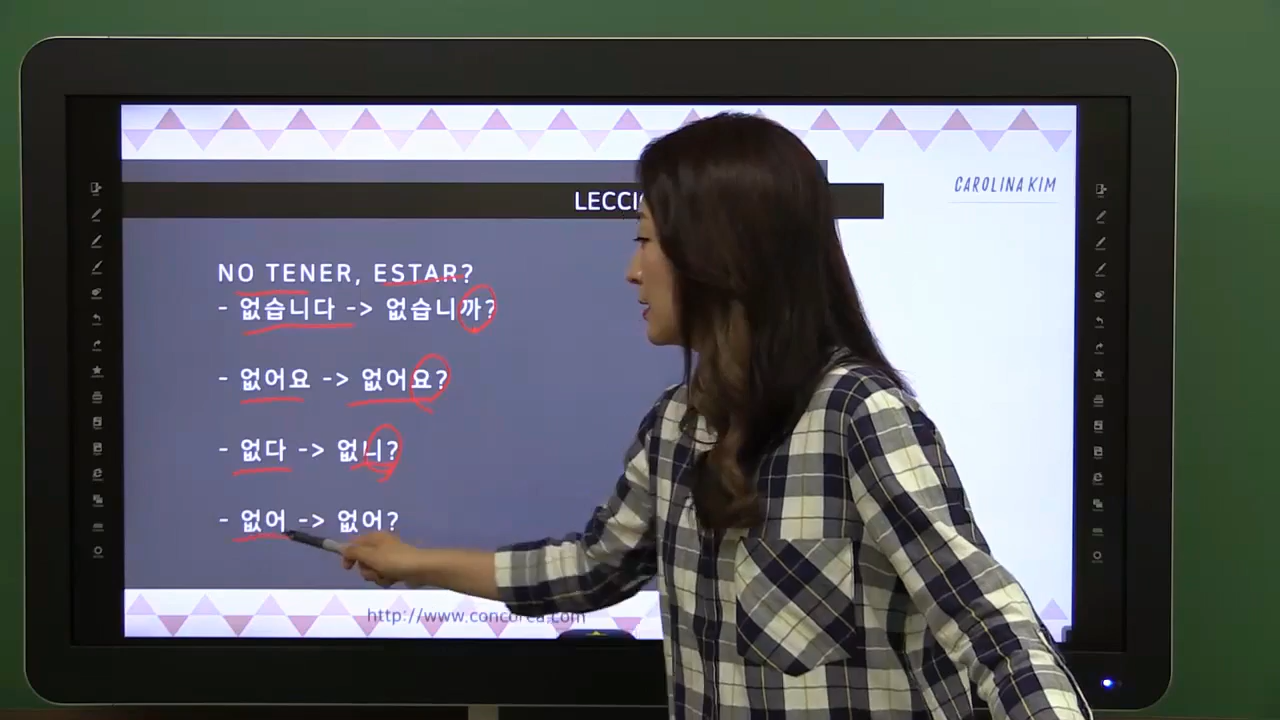 LECCI
CAROLINA KIM
NO TENER, ESTAR?
- 없습니다 -> 없습니까?
- 없어요 -> 없어요?
- 없다 -> 없니?
- 없어 -> 없어?
http://www.concorea.com